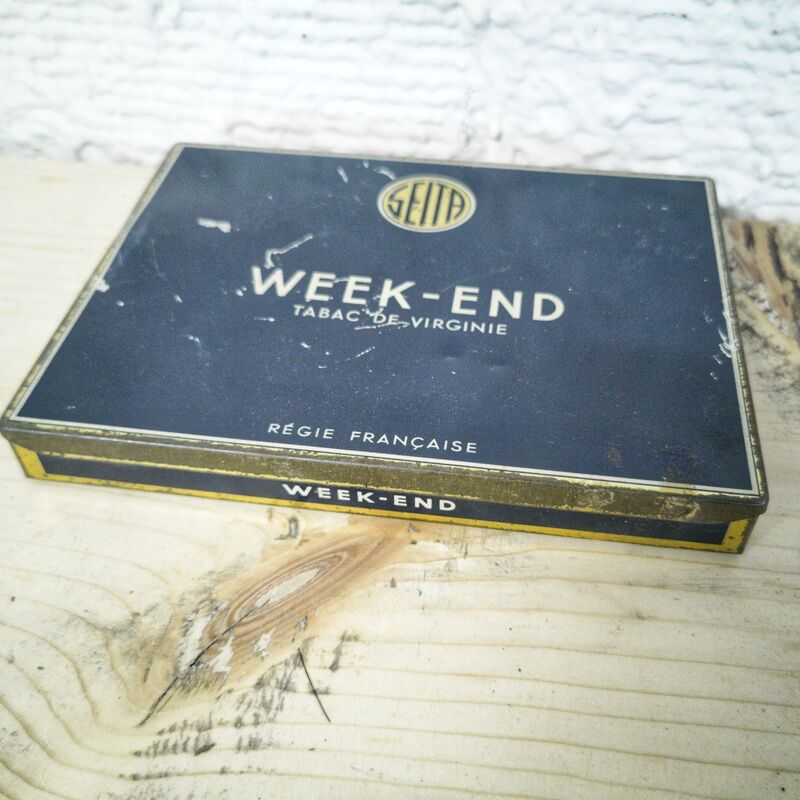 SEITA
WEEK-END
TABAC DE VIRGINIE
RÉGIE FRANÇAISE
WEEK-END